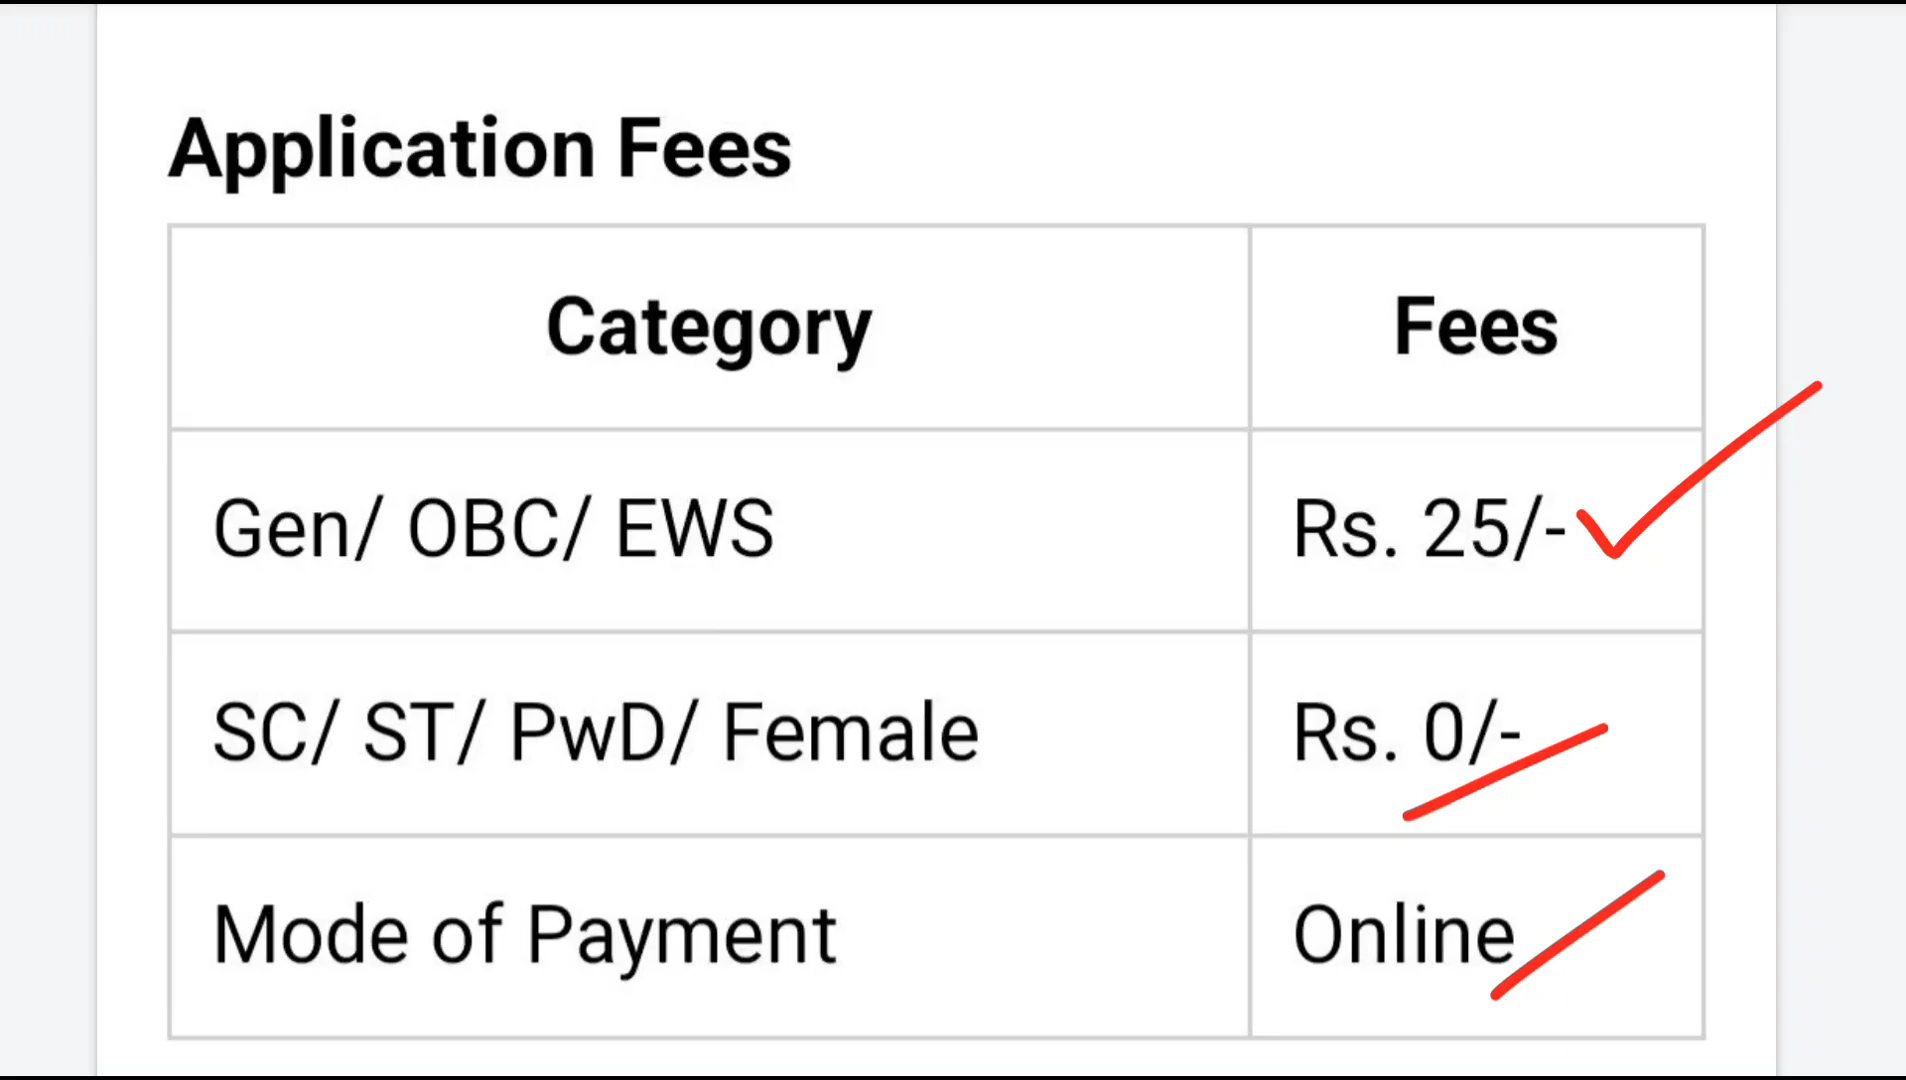 Application Fees
Category Fees
Gen/ OBC/ EWS Rs. 25/-
SC/ ST/ PwD/ Female Rs. 0/-
Mode of Payment Online